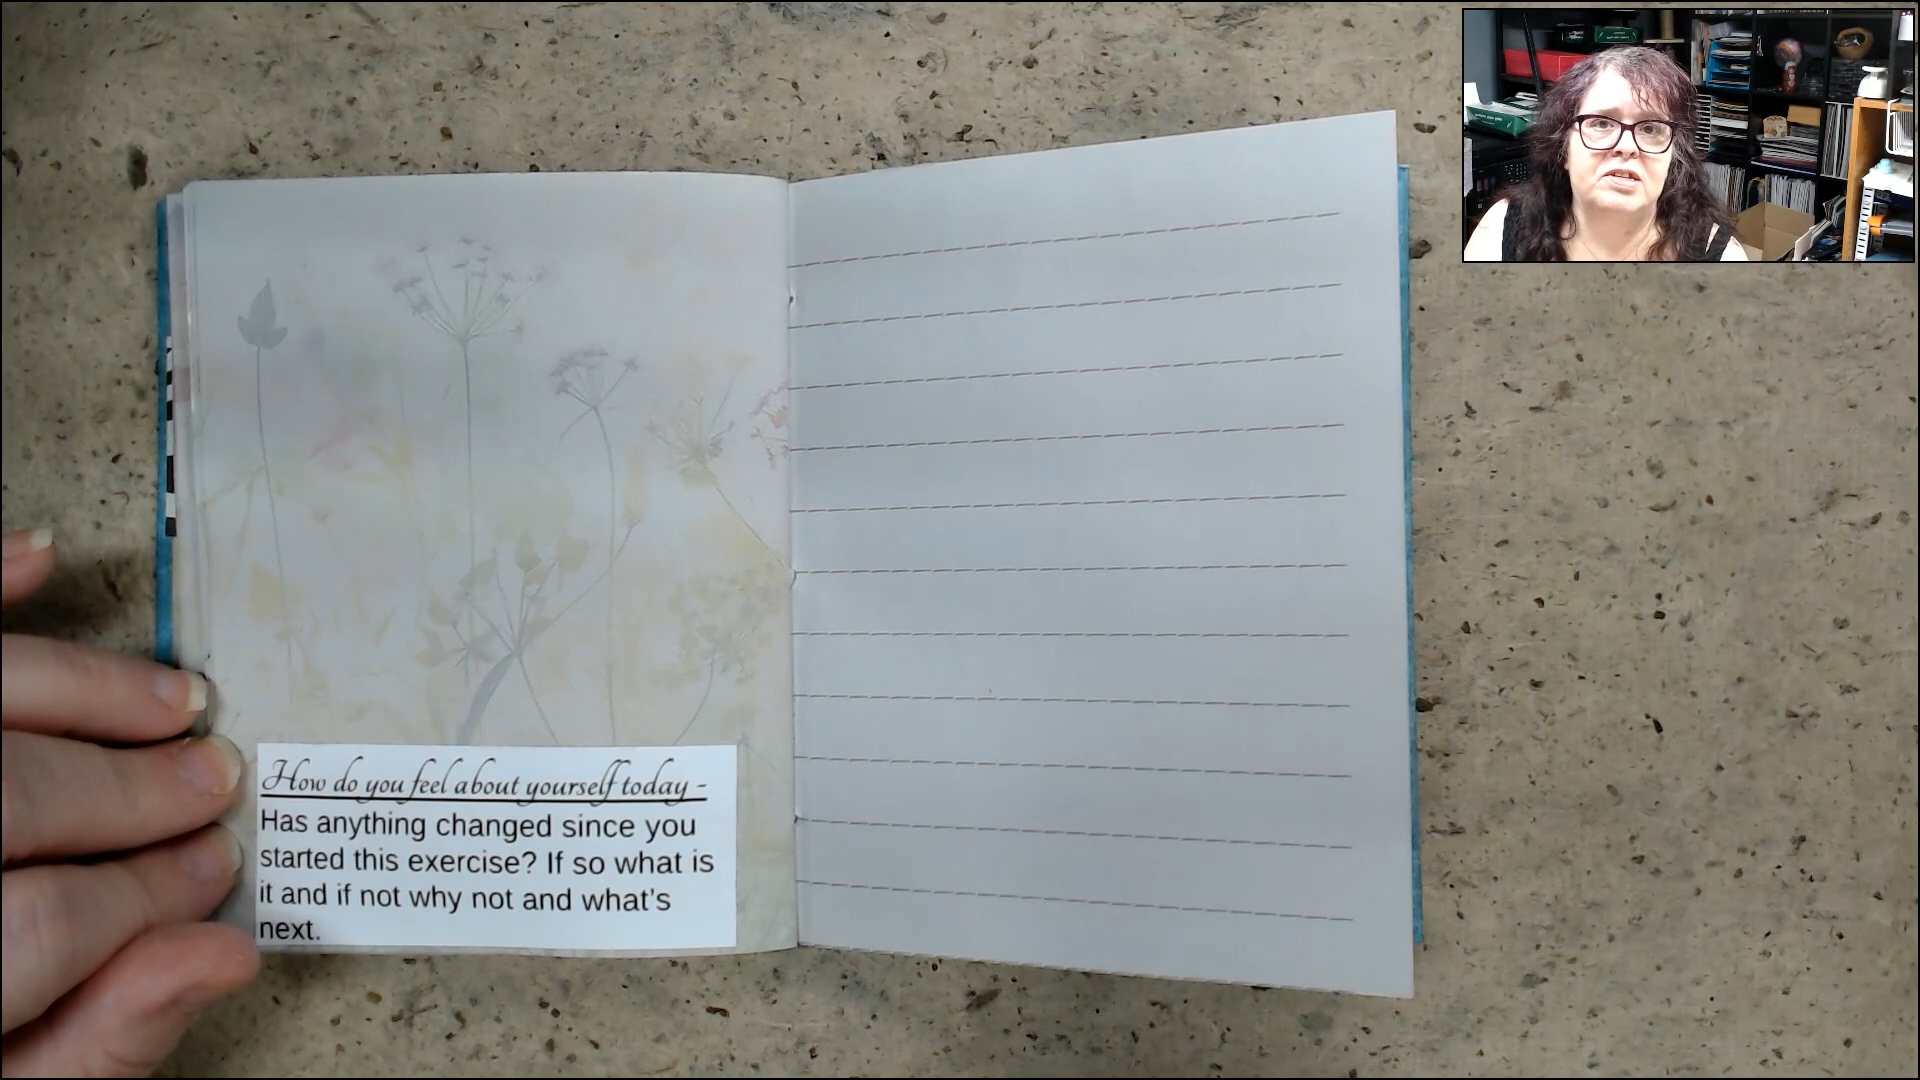 How do you feel about yourself today -
Has anything changed since you
started this exercise? If so what is
it and if not why not and what's
next.